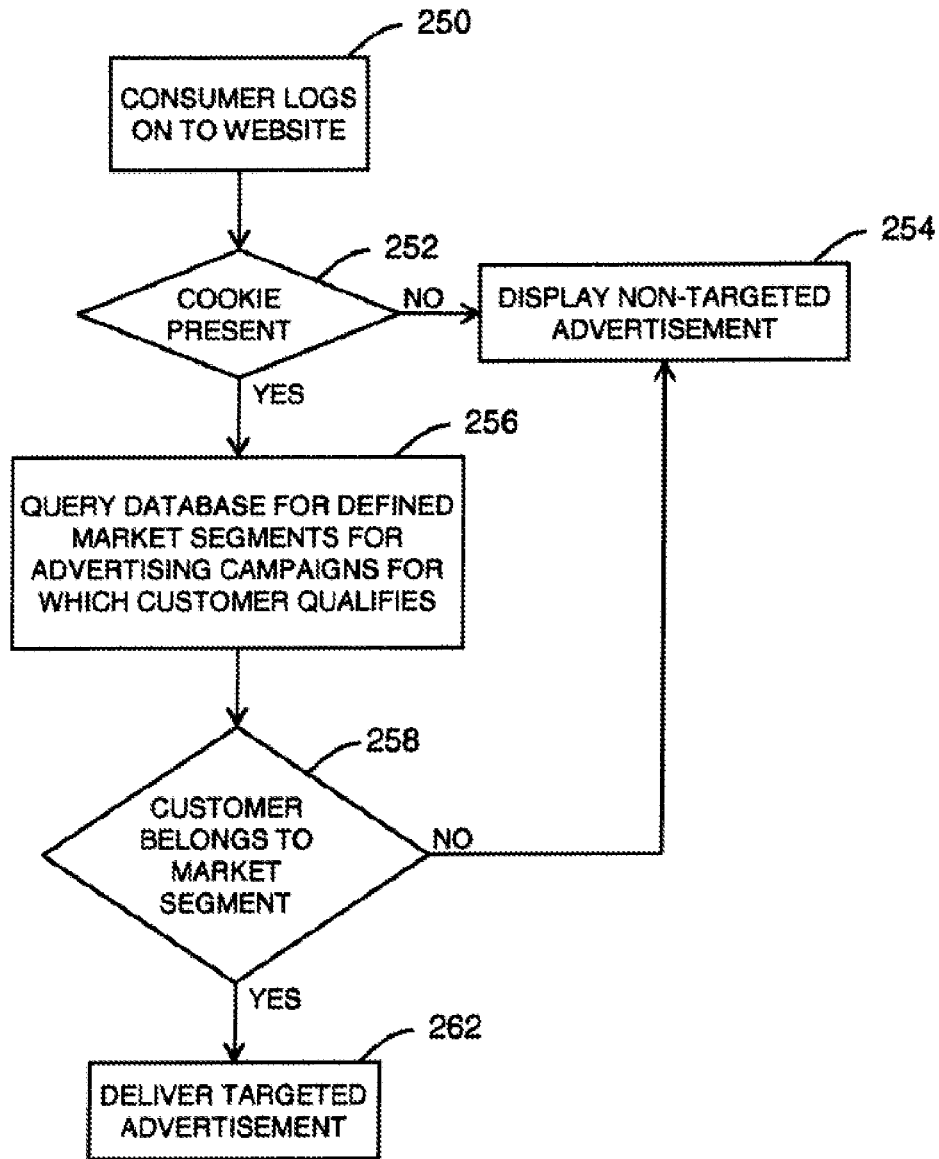 250
CONSUMER LOGS
ON TO WEBSITE
252
254
COOKIE
PRESENT
NO
DISPLAY NON-TARGETED
ADVERTISEMENT
YES
256
QUERY DATABASE FOR DEFINED
MARKET SEGMENTS FOR
ADVERTISING CAMPAIGNS FOR
WHICH CUSTOMER QUALIFIES
258
CUSTOMER
BELONGS TO
MARKET
SEGMENT
NO
YES
262
DELIVER TARGETED
ADVERTISEMENT